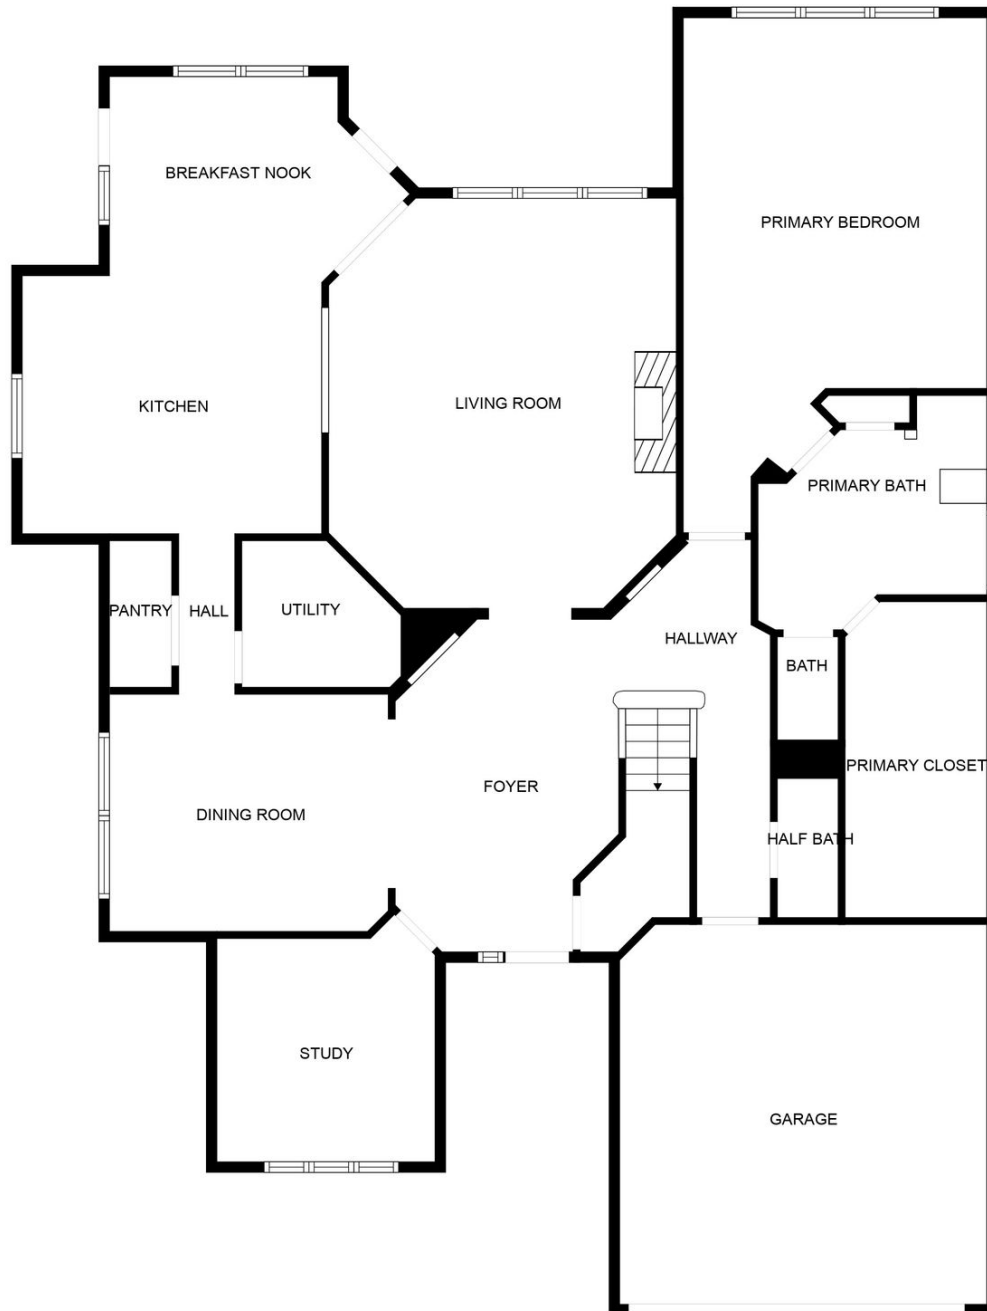 BREAKFAST NOOK
PRIMARY BEDROOM
KITCHEN
LIVING ROOM
PRIMARY BATH
PANTRY
HALL
UTILITY
HALLWAY
BATH
PRIMARY CLOSET
FOYER
DINING ROOM
HALF BATH
STUDY
GARAGE